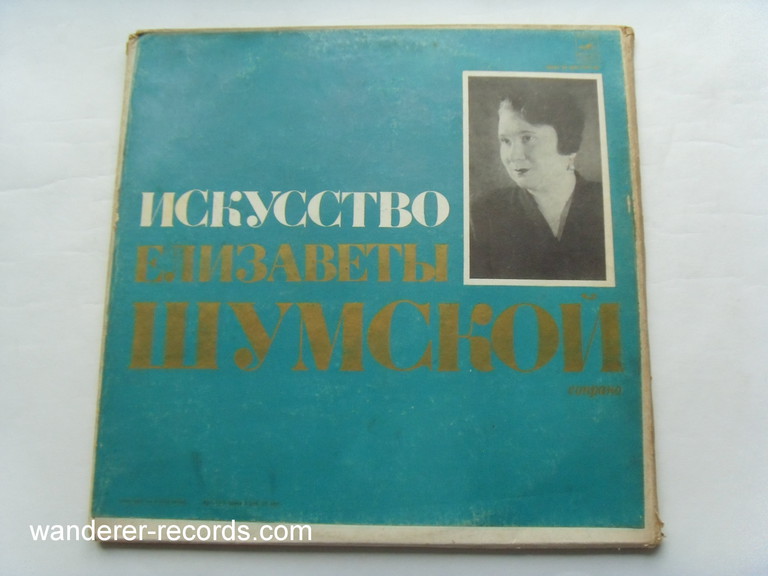 ИСКУССТВО
ЕЛИЗАВЕТЫ
ШУМСКОЙ
сопрано
wanderer-records.com